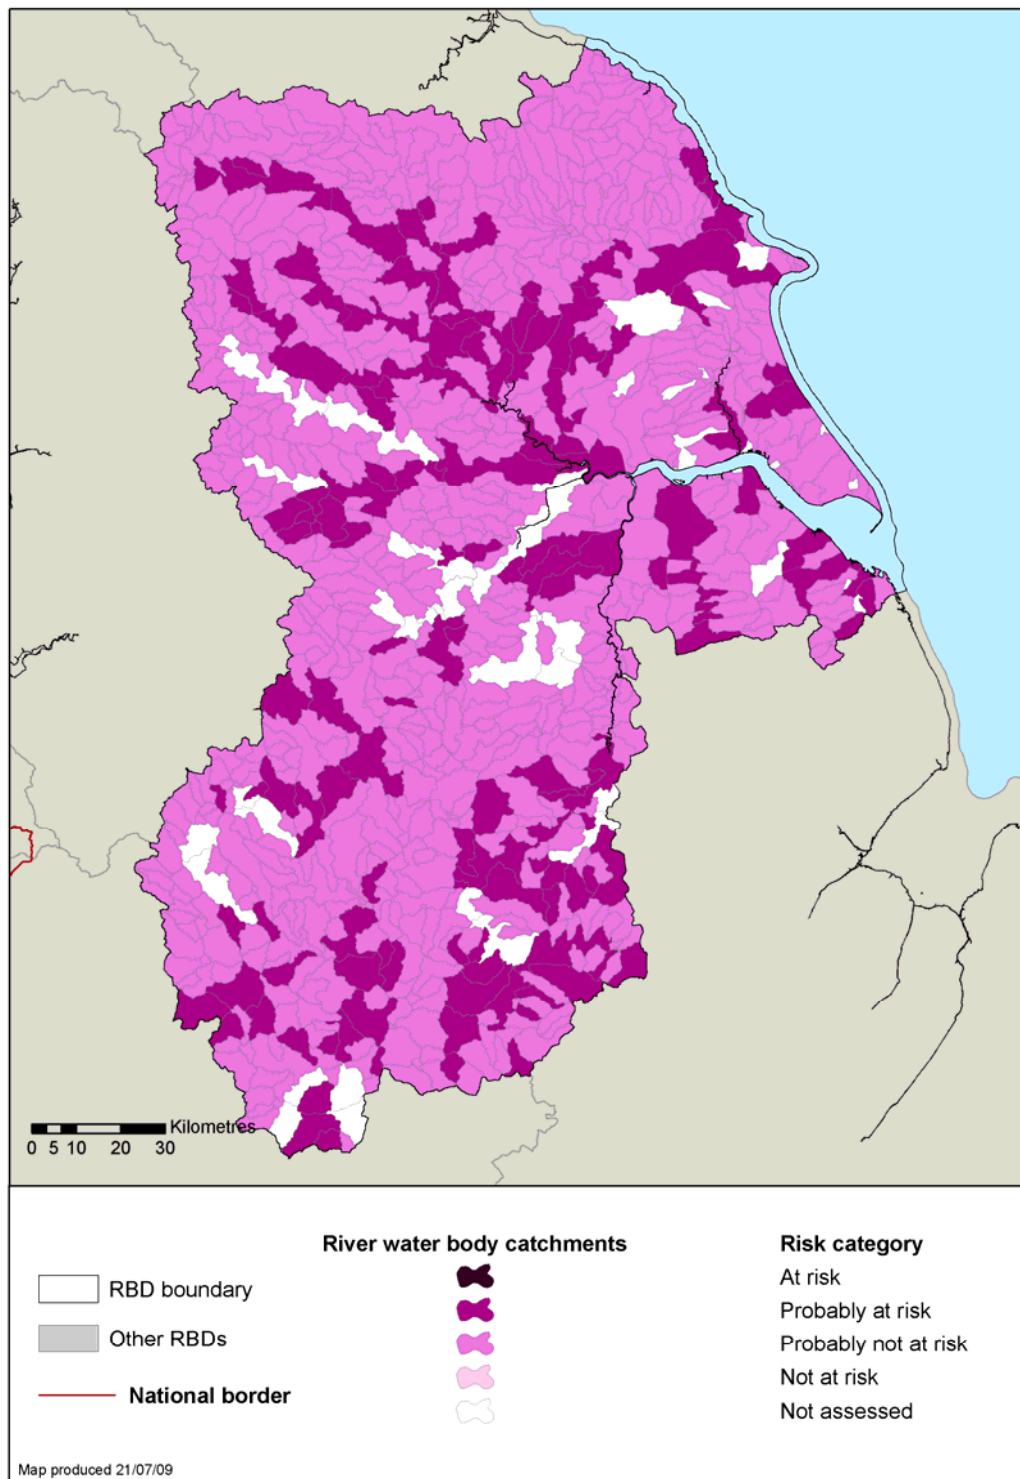 Kilometres
0 5 10 20 30
River water body catchments
Risk category
At risk
RBD boundary
Probably at risk
Other RBDs
Probably not at risk
Not at risk
National border
Not assessed
Map produced 21/07/09